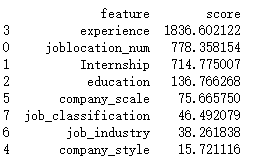 feature score
3 experience 1836.602122
0 joblocation_num 778.358154
1 Internship 714.775007
2 education 136.766268
5 company_scale 75.665750
7 job_classification 46.492079
6 job_industry 38.261838
4 company_style 15.721116